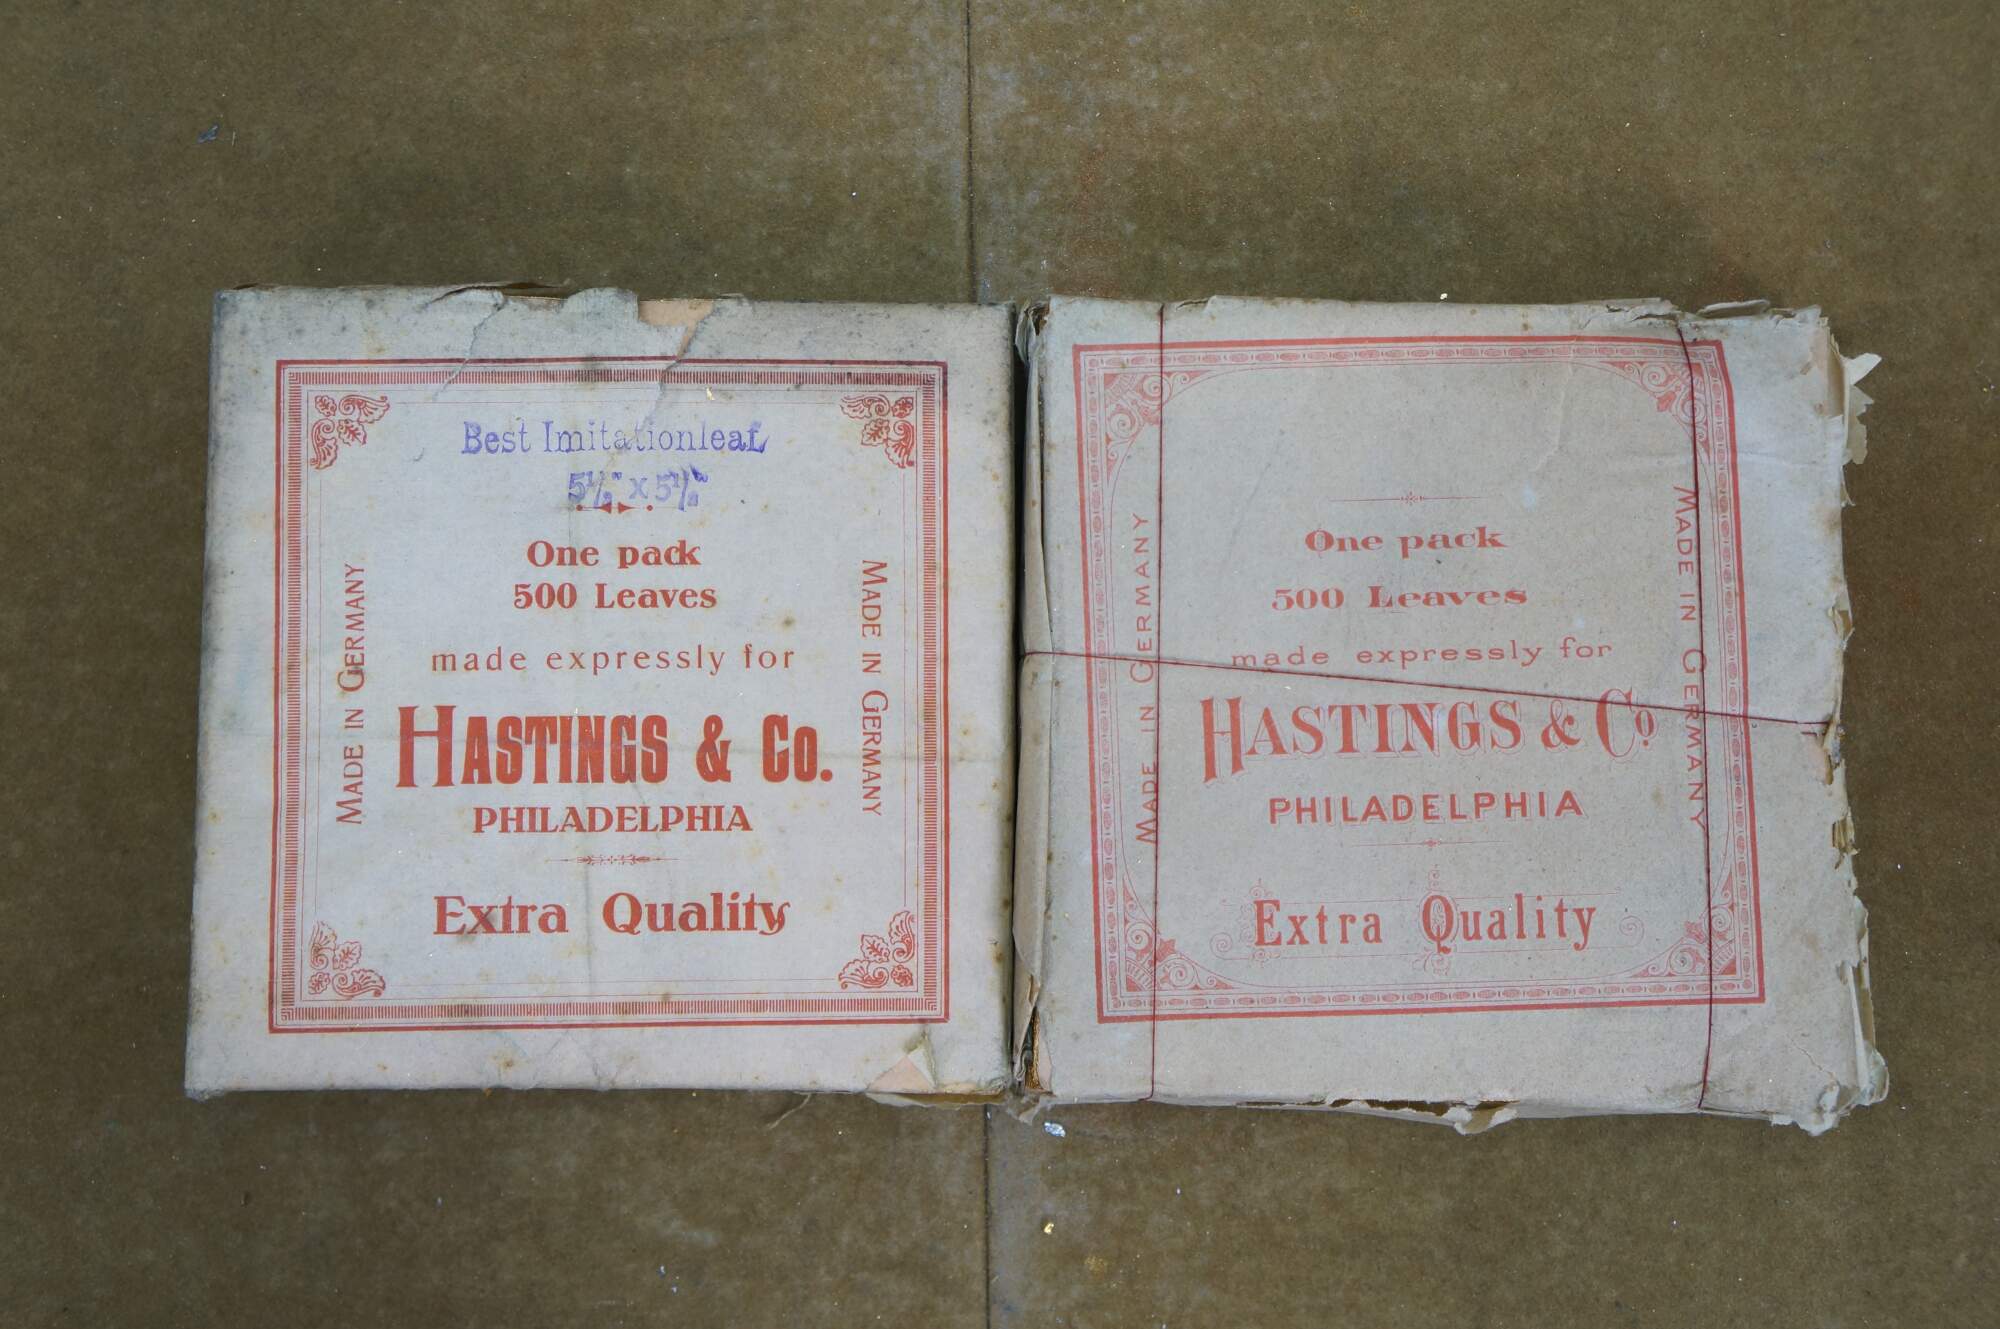 Best Imitationleaf
5½" x 5½"
One pack
500 Leaves
made expressly for
HASTINGS & CO.
PHILADELPHIA
Extra Quality
MADE IN GERMANY
MADE IN GERMANY
One pack
500 Leaves
made expressly for
HASTINGS & Co
PHILADELPHIA
Extra Quality
MADE IN GERMANY
MADE IN GERMANY